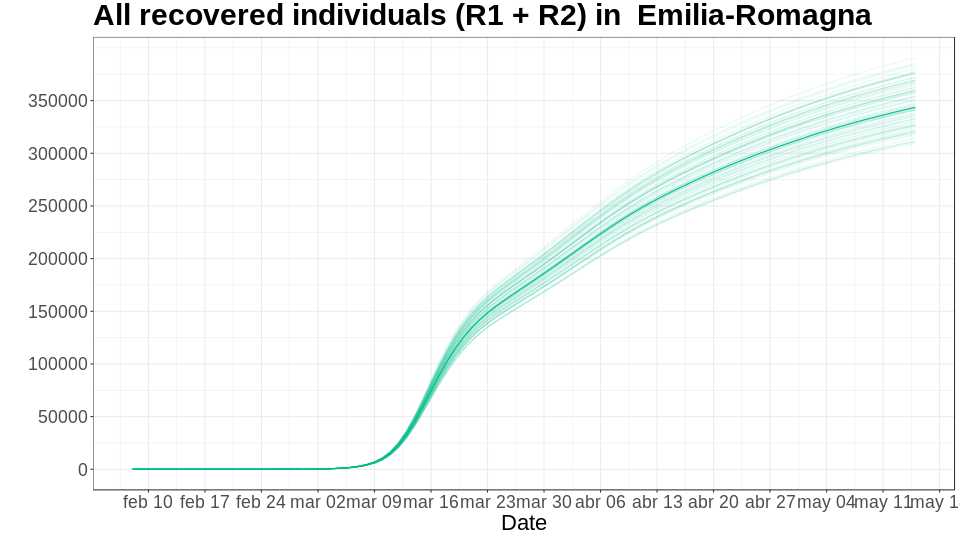 All recovered individuals (R1 + R2) in  Emilia-Romagna
350000
300000
250000
200000
150000
100000
50000
0
feb 10 feb 17 feb 24 mar 02 mar 09 mar 16 mar 23 mar 30 abr 06 abr 13 abr 20 abr 27 may 04 may 11 may 1
Date